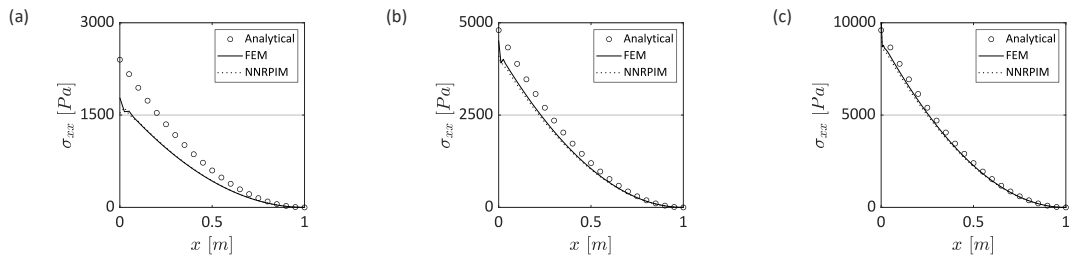 (a)
3000
1500
0
σxx [Pa]
Analytical
FEM
NNRPIM
0
0.5
1
x [m]
(b)
5000
2500
0
σxx [Pa]
Analytical
FEM
NNRPIM
0
0.5
1
x [m]
(c)
10000
5000
0
σxx [Pa]
Analytical
FEM
NNRPIM
0
0.5
1
x [m]